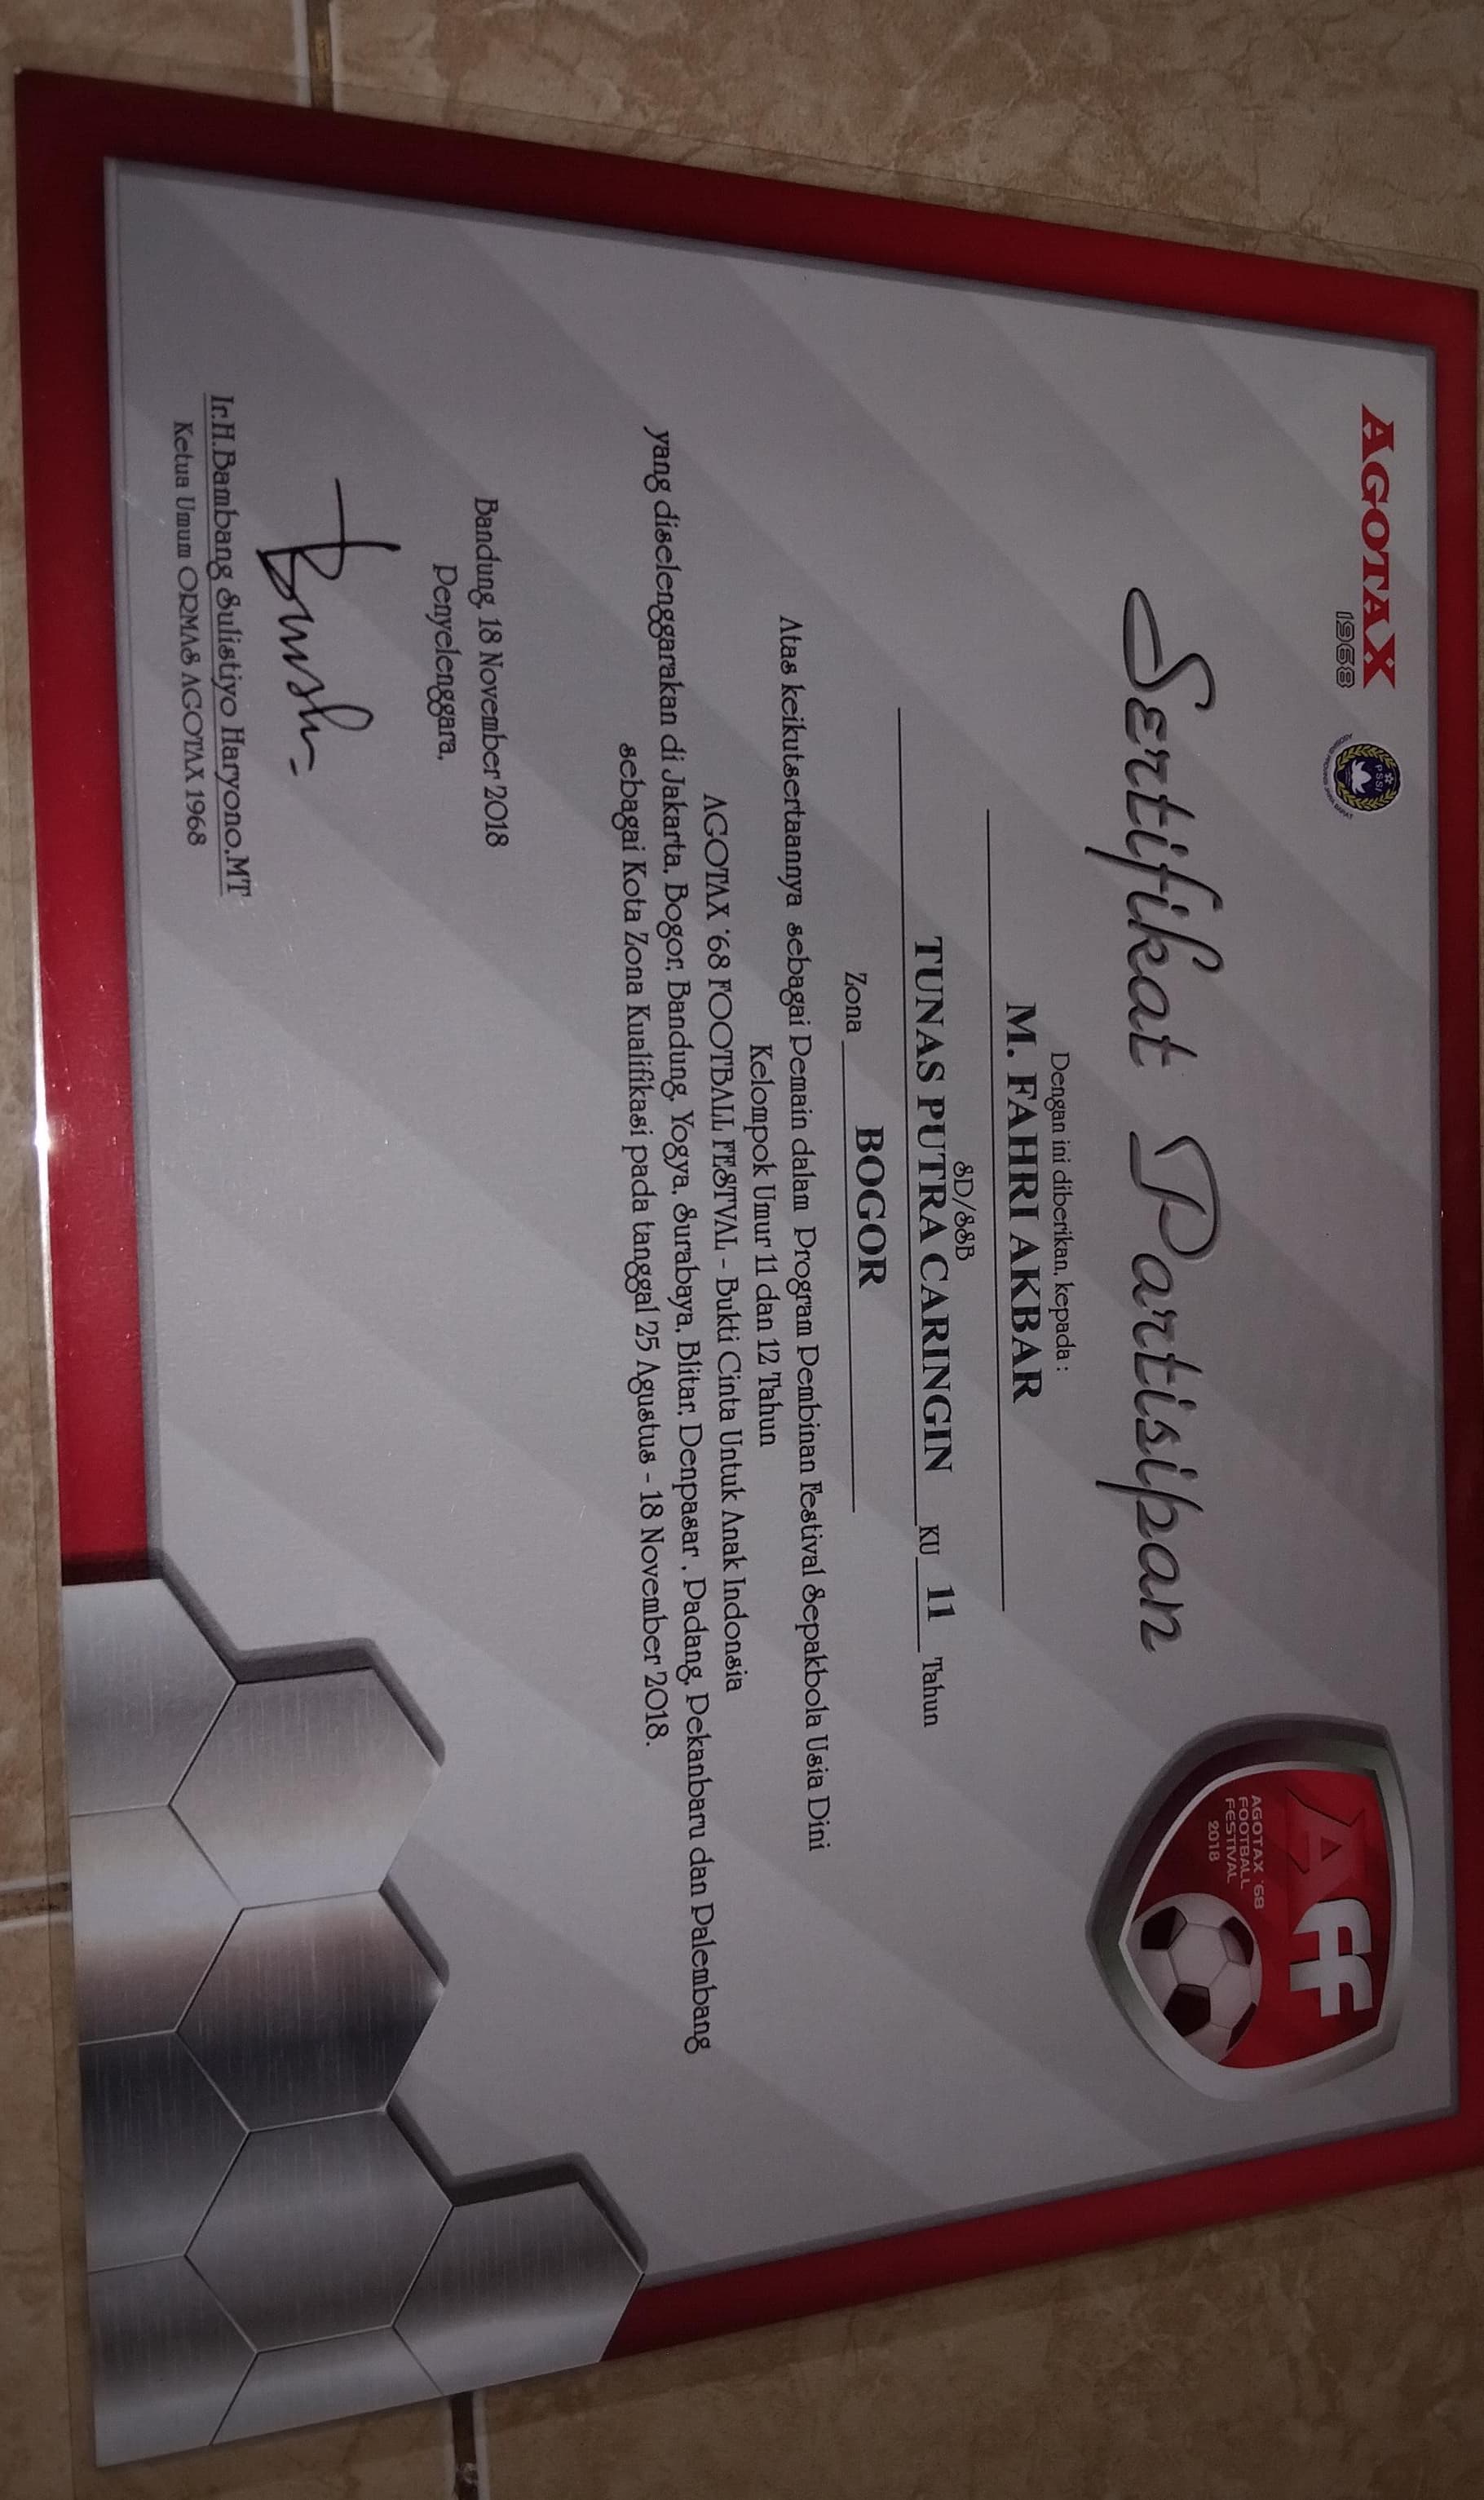 AGOTAX
1968
PSSI
AFF
AGOTAX '68
FOOTBALL
FESTIVAL
2018
Sertifikat Partisipan
Dengan ini diberikan, kepada :
M. FAHRI AKBAR
SD/SSB
TUNAS PUTRA CARINGIN KU 11 Tahun
Zona BOGOR
Atas keikutsertaannya sebagai Pemain dalam Program Pembinan Festival Sepakbola Usia Dini
Kelompok Umur 11 dan 12 Tahun
AGOTAX '68 FOOTBALL FESTVAL - Bukti Cinta Untuk Anak Indonsia
yang diselenggarakan di Jakarta, Bogor, Bandung, Yogya, Surabaya, Blitar, Denpasar , Padang, Pekanbaru dan Palembang
sebagai Kota Zona Kualifikasi pada tanggal 25 Agustus - 18 November 2018.
Bandung, 18 November 2018
Penyelenggara,
Ir.H.Bambang Sulistiyo Haryono.MT
Ketua Umum ORMAS AGOTAX 1968